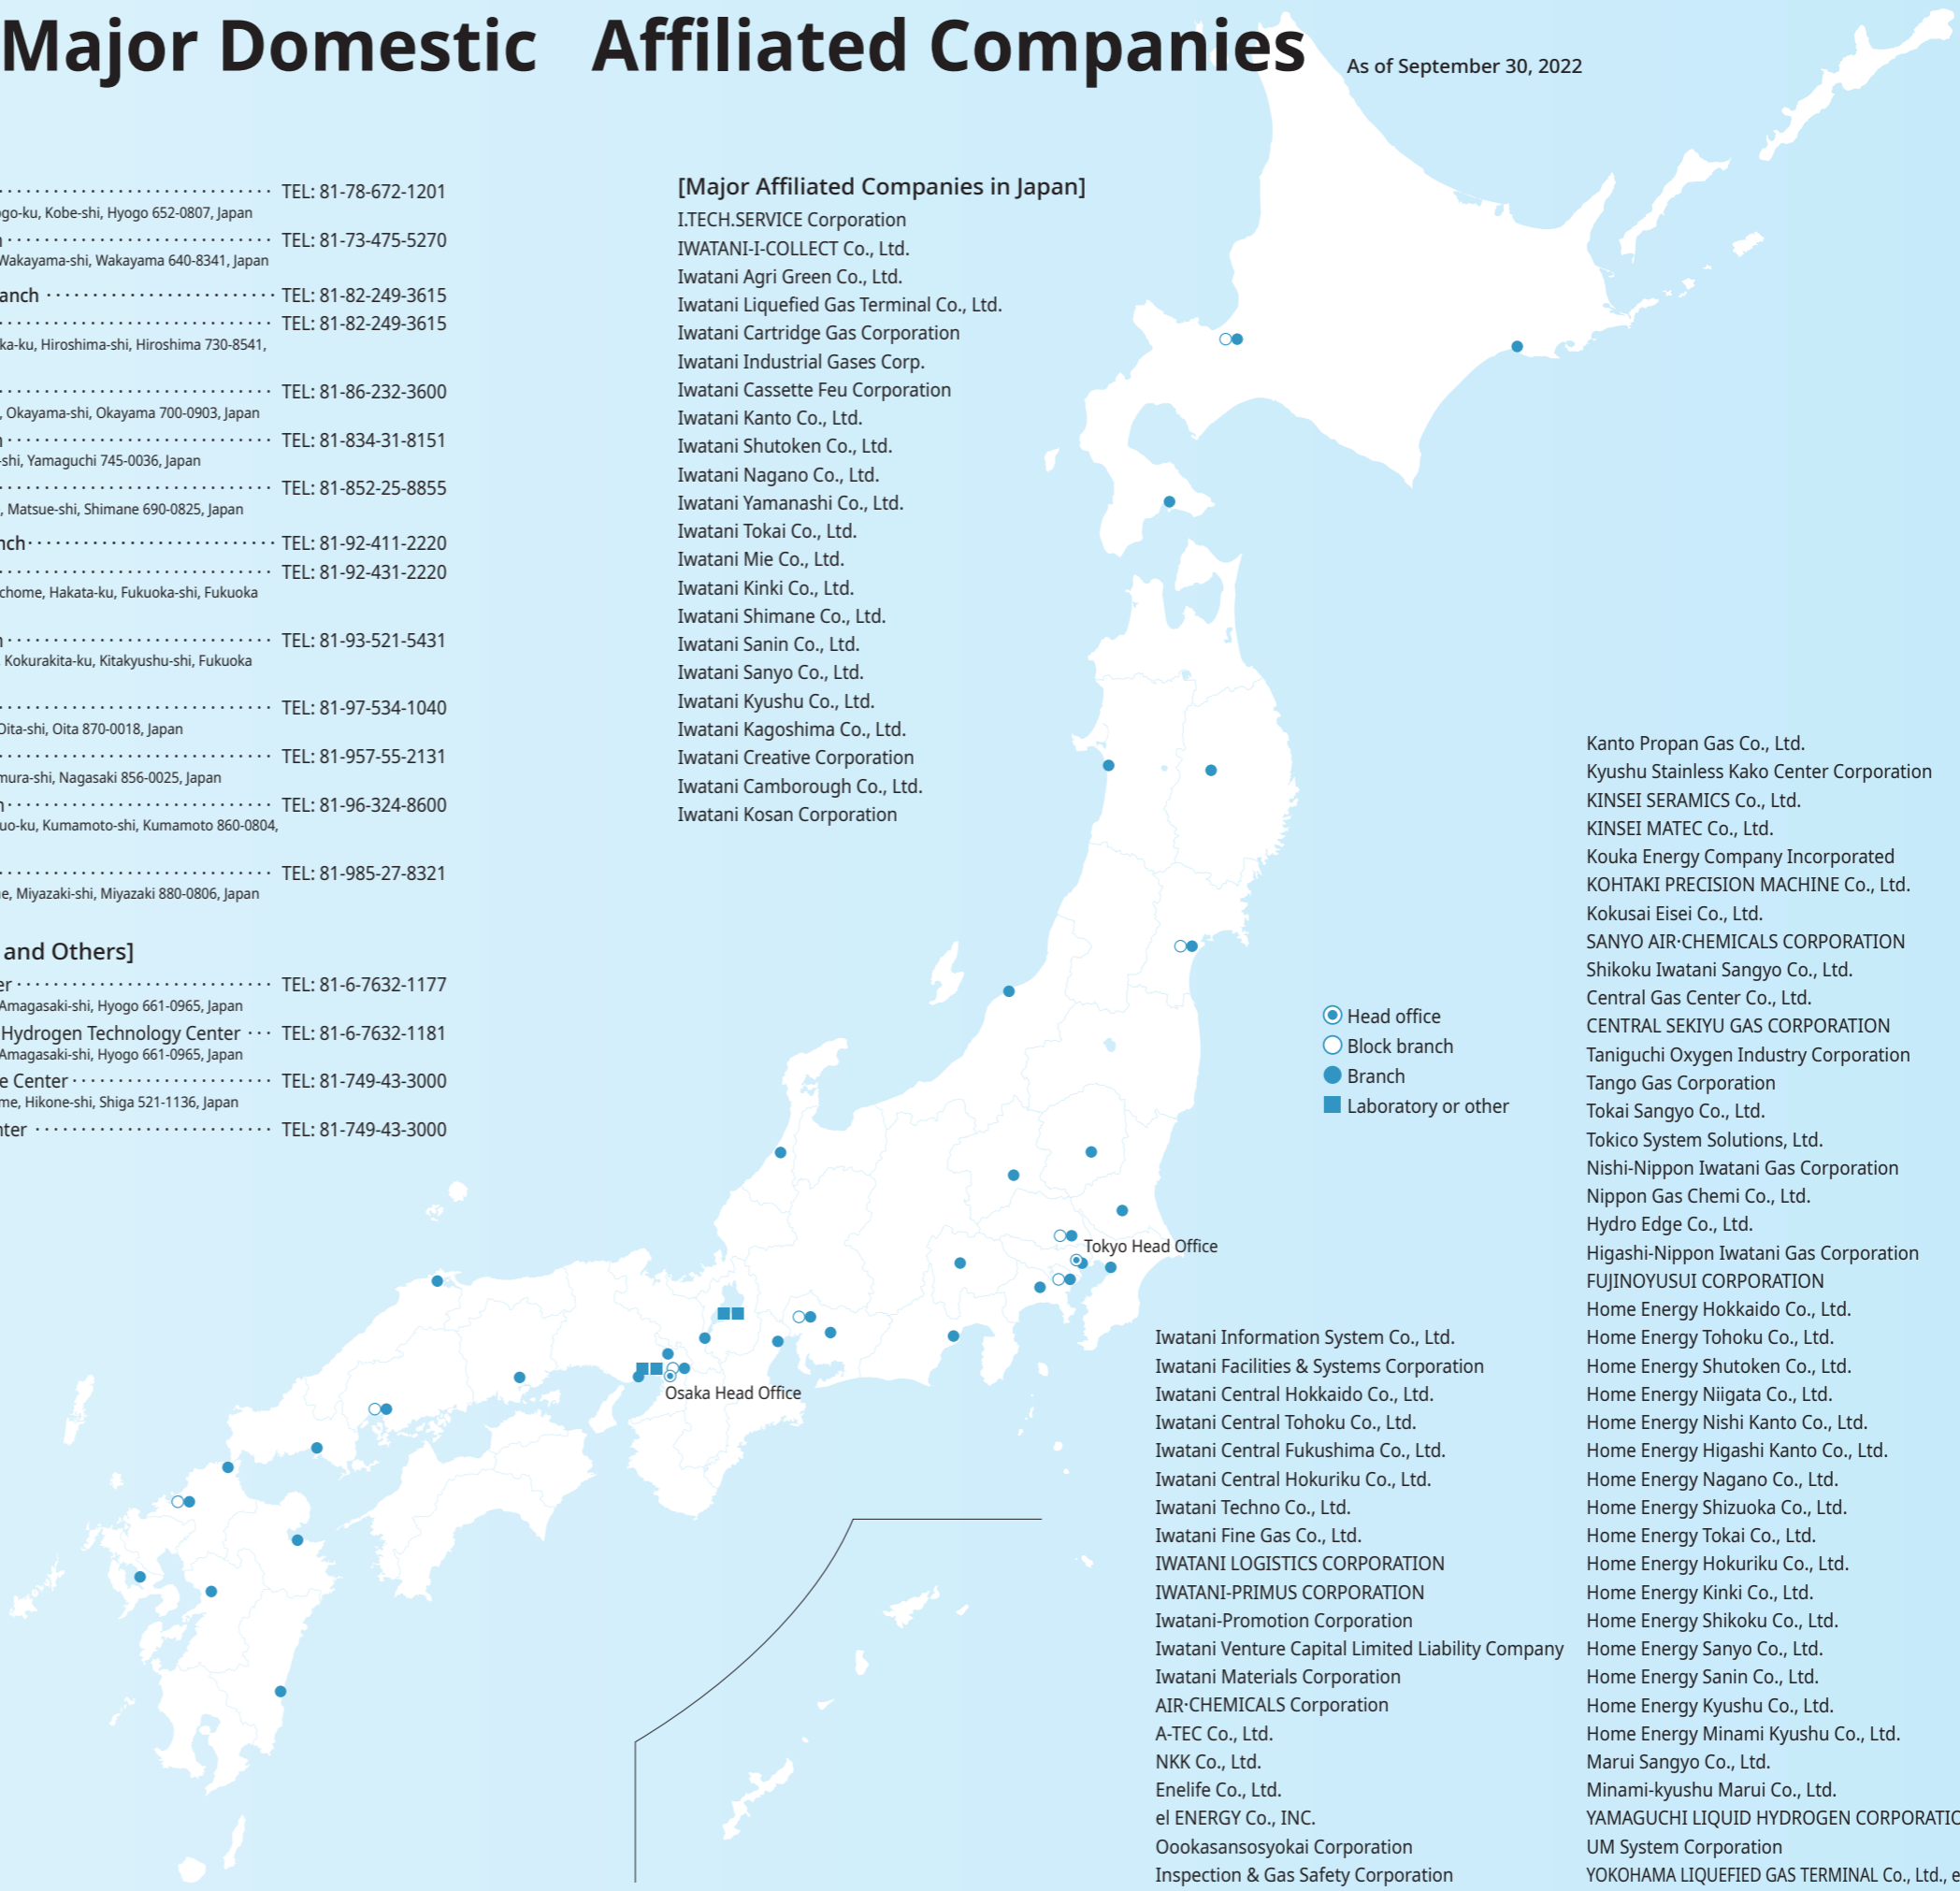 Major Domestic Affiliated Companies
As of September 30, 2022
TEL: 81-78-672-1201
go-ku, Kobe-shi, Hyogo 652-0807, Japan
TEL: 81-73-475-5270
Wakayama-shi, Wakayama 640-8341, Japan
anch TEL: 81-82-249-3615
TEL: 81-82-249-3615
ka-ku, Hiroshima-shi, Hiroshima 730-8541,
TEL: 81-86-232-3600
, Okayama-shi, Okayama 700-0903, Japan
TEL: 81-834-31-8151
-shi, Yamaguchi 745-0036, Japan
TEL: 81-852-25-8855
, Matsue-shi, Shimane 690-0825, Japan
nch TEL: 81-92-411-2220
TEL: 81-92-431-2220
chome, Hakata-ku, Fukuoka-shi, Fukuoka
TEL: 81-93-521-5431
Kokurakita-ku, Kitakyushu-shi, Fukuoka
TEL: 81-97-534-1040
Oita-shi, Oita 870-0018, Japan
TEL: 81-957-55-2131
mura-shi, Nagasaki 856-0025, Japan
TEL: 81-96-324-8600
uo-ku, Kumamoto-shi, Kumamoto 860-0804,
TEL: 81-985-27-8321
e, Miyazaki-shi, Miyazaki 880-0806, Japan
and Others]
er TEL: 81-6-7632-1177
Amagasaki-shi, Hyogo 661-0965, Japan
Hydrogen Technology Center TEL: 81-6-7632-1181
Amagasaki-shi, Hyogo 661-0965, Japan
e Center TEL: 81-749-43-3000
me, Hikone-shi, Shiga 521-1136, Japan
nter TEL: 81-749-43-3000
[Major Affiliated Companies in Japan]
I.TECH.SERVICE Corporation
IWATANI-I-COLLECT Co., Ltd.
Iwatani Agri Green Co., Ltd.
Iwatani Liquefied Gas Terminal Co., Ltd.
Iwatani Cartridge Gas Corporation
Iwatani Industrial Gases Corp.
Iwatani Cassette Feu Corporation
Iwatani Kanto Co., Ltd.
Iwatani Shutoken Co., Ltd.
Iwatani Nagano Co., Ltd.
Iwatani Yamanashi Co., Ltd.
Iwatani Tokai Co., Ltd.
Iwatani Mie Co., Ltd.
Iwatani Kinki Co., Ltd.
Iwatani Shimane Co., Ltd.
Iwatani Sanin Co., Ltd.
Iwatani Sanyo Co., Ltd.
Iwatani Kyushu Co., Ltd.
Iwatani Kagoshima Co., Ltd.
Iwatani Creative Corporation
Iwatani Camborough Co., Ltd.
Iwatani Kosan Corporation
Head office
Block branch
Branch
Laboratory or other
Tokyo Head Office
Osaka Head Office
Iwatani Information System Co., Ltd.
Iwatani Facilities & Systems Corporation
Iwatani Central Hokkaido Co., Ltd.
Iwatani Central Tohoku Co., Ltd.
Iwatani Central Fukushima Co., Ltd.
Iwatani Central Hokuriku Co., Ltd.
Iwatani Techno Co., Ltd.
Iwatani Fine Gas Co., Ltd.
IWATANI LOGISTICS CORPORATION
IWATANI-PRIMUS CORPORATION
Iwatani-Promotion Corporation
Iwatani Venture Capital Limited Liability Company
Iwatani Materials Corporation
AIR·CHEMICALS Corporation
A-TEC Co., Ltd.
NKK Co., Ltd.
Enelife Co., Ltd.
el ENERGY Co., INC.
Oookasansosyokai Corporation
Inspection & Gas Safety Corporation
Kanto Propan Gas Co., Ltd.
Kyushu Stainless Kako Center Corporation
KINSEI SERAMICS Co., Ltd.
KINSEI MATEC Co., Ltd.
Kouka Energy Company Incorporated
KOHTAKI PRECISION MACHINE Co., Ltd.
Kokusai Eisei Co., Ltd.
SANYO AIR·CHEMICALS CORPORATION
Shikoku Iwatani Sangyo Co., Ltd.
Central Gas Center Co., Ltd.
CENTRAL SEKIYU GAS CORPORATION
Taniguchi Oxygen Industry Corporation
Tango Gas Corporation
Tokai Sangyo Co., Ltd.
Tokico System Solutions, Ltd.
Nishi-Nippon Iwatani Gas Corporation
Nippon Gas Chemi Co., Ltd.
Hydro Edge Co., Ltd.
Higashi-Nippon Iwatani Gas Corporation
FUJINOYUSUI CORPORATION
Home Energy Hokkaido Co., Ltd.
Home Energy Tohoku Co., Ltd.
Home Energy Shutoken Co., Ltd.
Home Energy Niigata Co., Ltd.
Home Energy Nishi Kanto Co., Ltd.
Home Energy Higashi Kanto Co., Ltd.
Home Energy Nagano Co., Ltd.
Home Energy Shizuoka Co., Ltd.
Home Energy Tokai Co., Ltd.
Home Energy Hokuriku Co., Ltd.
Home Energy Kinki Co., Ltd.
Home Energy Shikoku Co., Ltd.
Home Energy Sanyo Co., Ltd.
Home Energy Sanin Co., Ltd.
Home Energy Kyushu Co., Ltd.
Home Energy Minami Kyushu Co., Ltd.
Marui Sangyo Co., Ltd.
Minami-kyushu Marui Co., Ltd.
YAMAGUCHI LIQUID HYDROGEN CORPORATIO
UM System Corporation
YOKOHAMA LIQUEFIED GAS TERMINAL Co., Ltd., e